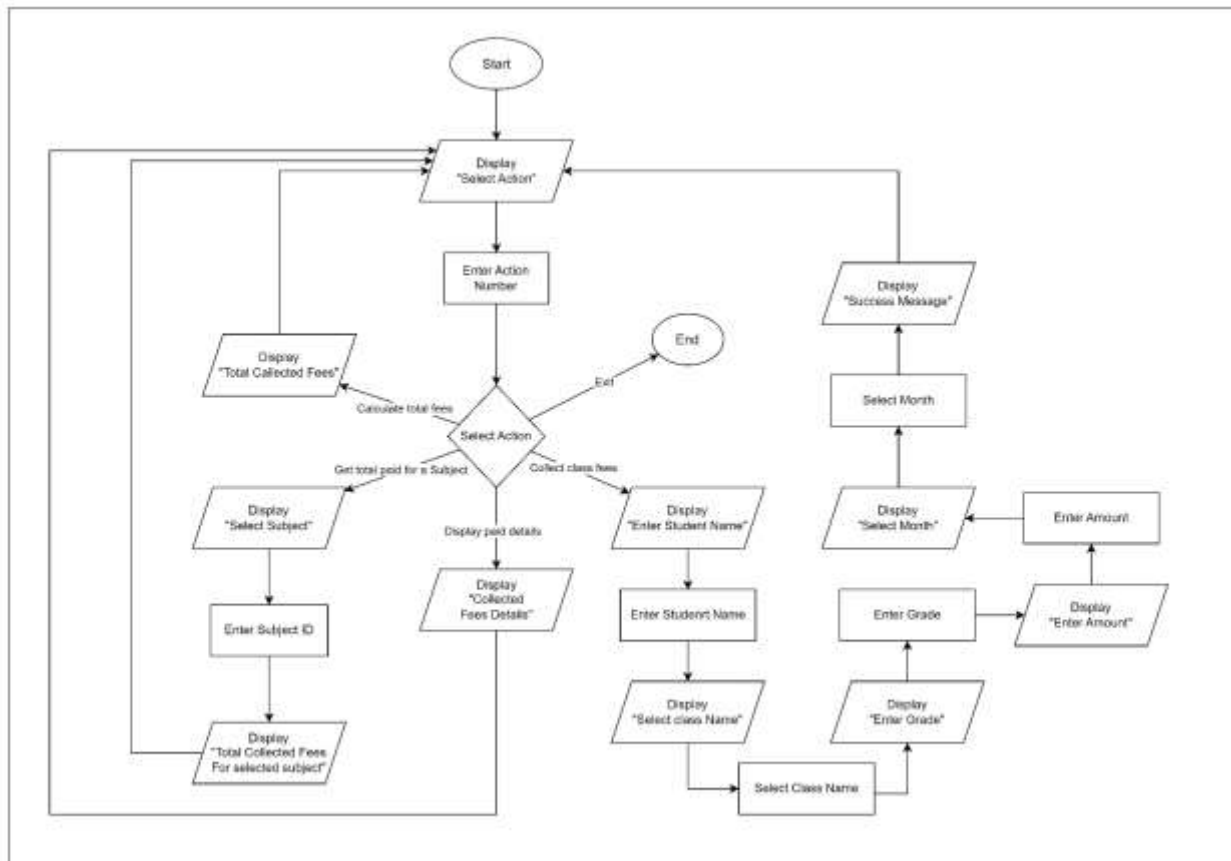 Start
Display
"Select Action"
Enter Action
Number
Display
"Success Message"
End
Display
"Total Callected Fees"
Exit
Select Month
Calculate total fees
Select Action
Get total paid for a Subject
Collect class fees
Display
"Select Subject"
Display
"Enter Student Name"
Display
"Select Month"
Enter Amount
Display paid details
Display
"Collected
Fees Details"
Enter Subject ID
Enter Studenrt Name
Enter Grade
Display
"Enter Amount"
Display
"Select class Name"
Display
"Enter Grade"
Display
"Total Collected Fees
For selected subject"
Select Class Name